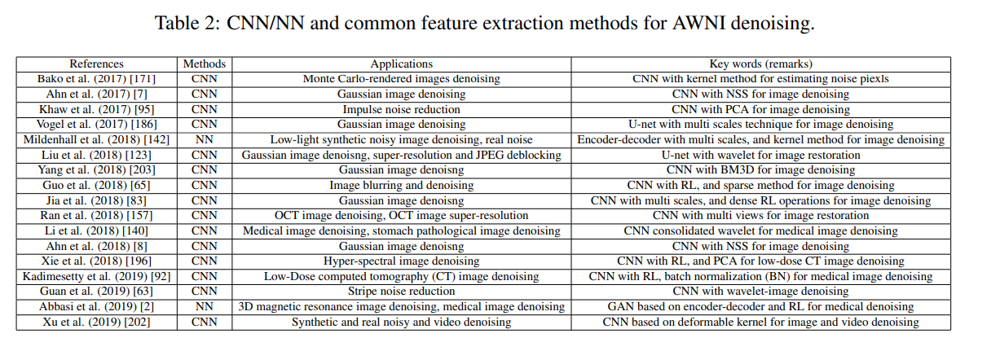 Table 2: CNN/NN and common feature extraction methods for AWNI denoising.
References Methods Applications Key words (remarks)
Bako et al. (2017) [171] CNN Monte Carlo-rendered images denoising CNN with kernel method for estimating noise piexls
Ahn et al. (2017) [7] CNN Gaussian image denoising CNN with NSS for image denoising
Khaw et al. (2017) [95] CNN Impulse noise reduction CNN with PCA for image denoising
Vogel et al. (2017) [186] CNN Gaussian image denoising U-net with multi scales technique for image denoising
Mildenhall et al. (2018) [142] NN Low-light synthetic noisy image denoising, real noise Encoder-decoder with multi scales, and kernel method for image denoising
Liu et al. (2018) [123] CNN Gaussian image denoisng, super-resolution and JPEG deblocking U-net with wavelet for image restoration
Yang et al. (2018) [203] CNN Gaussian image denoisng CNN with BM3D for image denoising
Guo et al. (2018) [65] CNN Image blurring and denoising CNN with RL, and sparse method for image denoising
Jia et al. (2018) [83] CNN Gaussian image denoisng CNN with multi scales, and dense RL operations for image denoising
Ran et al. (2018) [157] CNN OCT image denoising, OCT image super-resolution CNN with multi views for image restoration
Li et al. (2018) [140] CNN Medical image denoising, stomach pathological image denoising CNN consolidated wavelet for medical image denoising
Ahn et al. (2018) [8] CNN Gaussian image denoisng CNN with NSS for image denoising
Xie et al. (2018) [196] CNN Hyper-spectral image denoising CNN with RL, and PCA for low-dose CT image denoising
Kadimesetty et al. (2019) [92] CNN Low-Dose computed tomography (CT) image denoising CNN with RL, batch normalization (BN) for medical image denoising
Guan et al. (2019) [63] CNN Stripe noise reduction CNN with wavelet-image denoising
Abbasi et al. (2019) [2] NN 3D magnetic resonance image denoising, medical image denoising GAN based on encoder-decoder and RL for medical denoising
Xu et al. (2019) [202] CNN Synthetic and real noisy and video denoising CNN based on deformable kernel for image and video denoising